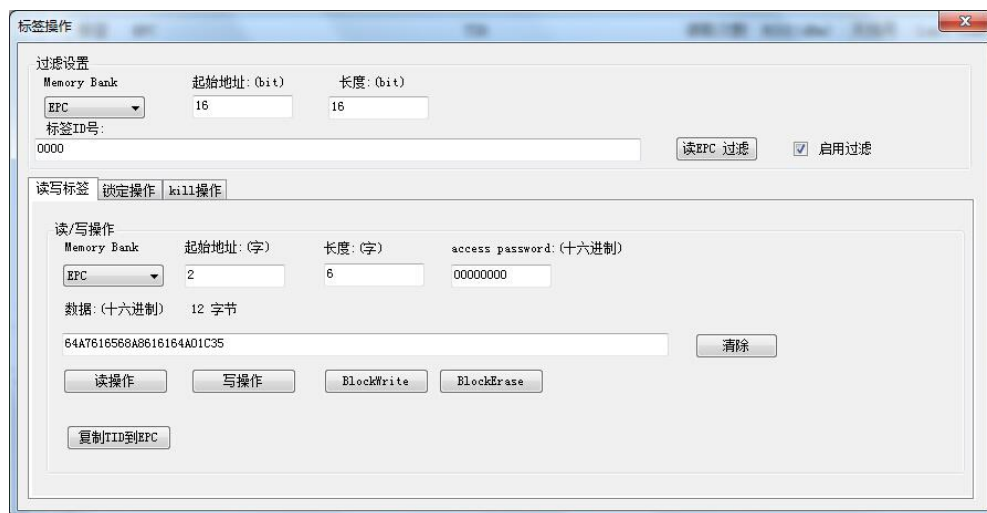 标签操作
过滤设置
Memory Bank 起始地址:(bit) 长度:(bit)
EPC 16 16
标签ID号:
0000 读EPC 过滤 启用过滤
读写标签 锁定操作 kill操作
读/写操作
Memory Bank 起始地址:(字) 长度:(字) access password:(十六进制)
EPC 2 6 00000000
数据:(十六进制) 12 字节
64A7616568A8616164A01C35 清除
读操作 写操作 BlockWrite BlockErase
复制TID到EPC